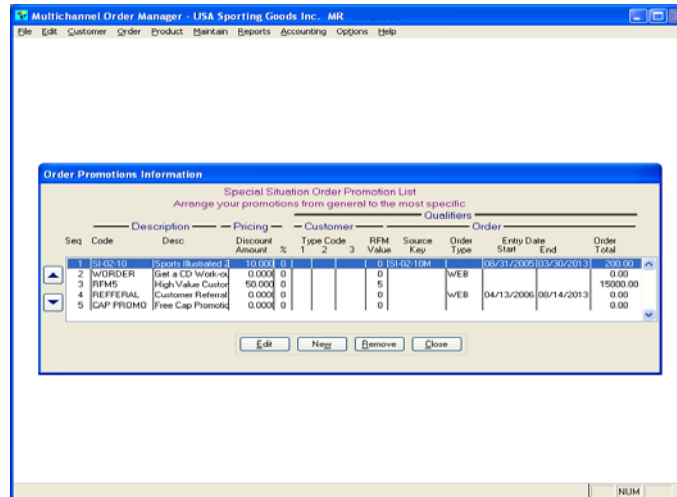 Multichannel Order Manager - USA Sporting Goods Inc. MR
File Edit Customer Order Product Maintain Reports Accounting Options Help
Order Promotions Information
Special Situation Order Promotion List
Arrange your promotions from general to the most specific
Qualifiers
Description Pricing Customer Order
Seq Code Desc Discount Amount % Type Code 1 2 3 RFM Value Source Key Order Type Entry Date Start End Order Total
1 SI-02-10 Sports Illustrated 2 10.000 0 0 SI-02-10M 08/31/2005 03/30/2013 200.00
2 WORDER Get a CD Work-ou 0.000 0 0 WEB 0.00
3 RFM5 High Value Custor 50.000 0 5 15000.00
4 REFFERAL Customer Referral 0.000 0 0 WEB 04/13/2006 08/14/2013 0.00
5 CAP PROMO Free Cap Promotic 0.000 0 0 0.00
Edit New Remove Close
NUM